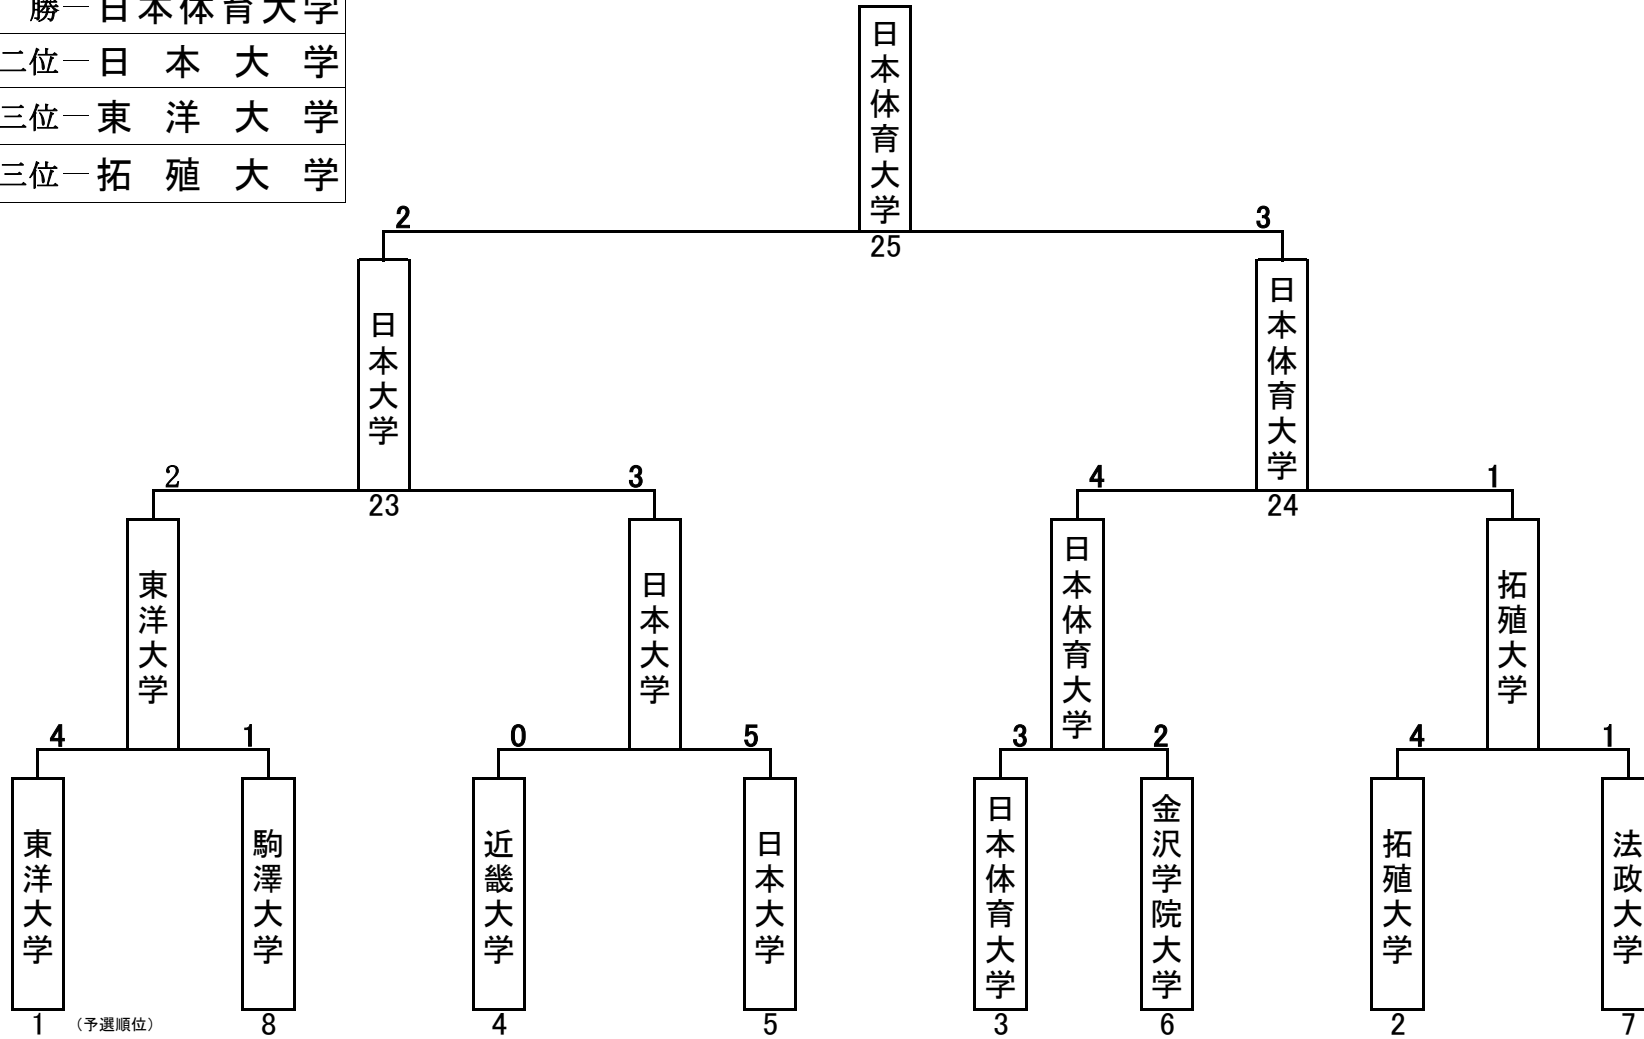 勝―日本体育大学
二位―日本大学
三位―東洋大学
三位―拓殖大学
日本体育大学
2
3
25
日本大学
日本体育大学
2
3
4
1
23
24
東洋大学
日本大学
日本体育大学
拓殖大学
4
1
0
5
3
2
4
1
東洋大学
駒澤大学
近畿大学
日本大学
日本体育大学
金沢学院大学
拓殖大学
法政大学
1
（予選順位）
8
4
5
3
6
2
7